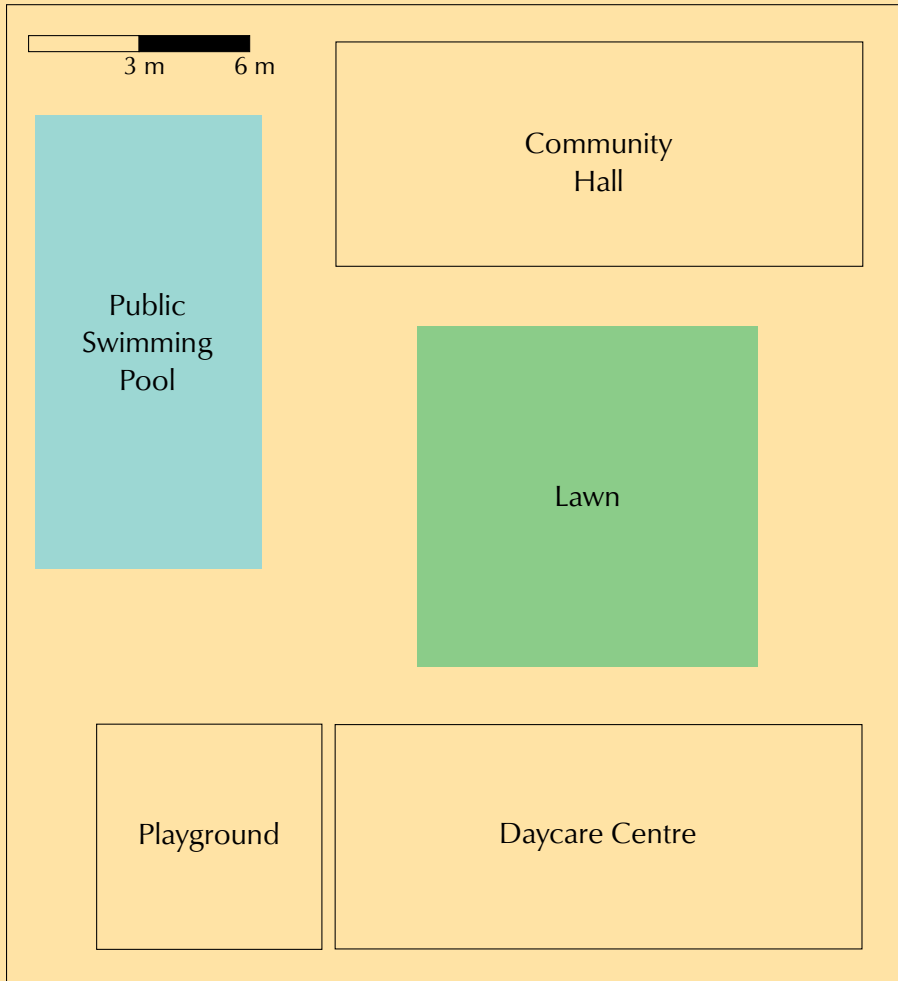 3 m 6 m
Community
Hall
Public
Swimming
Pool
Lawn
Playground
Daycare Centre